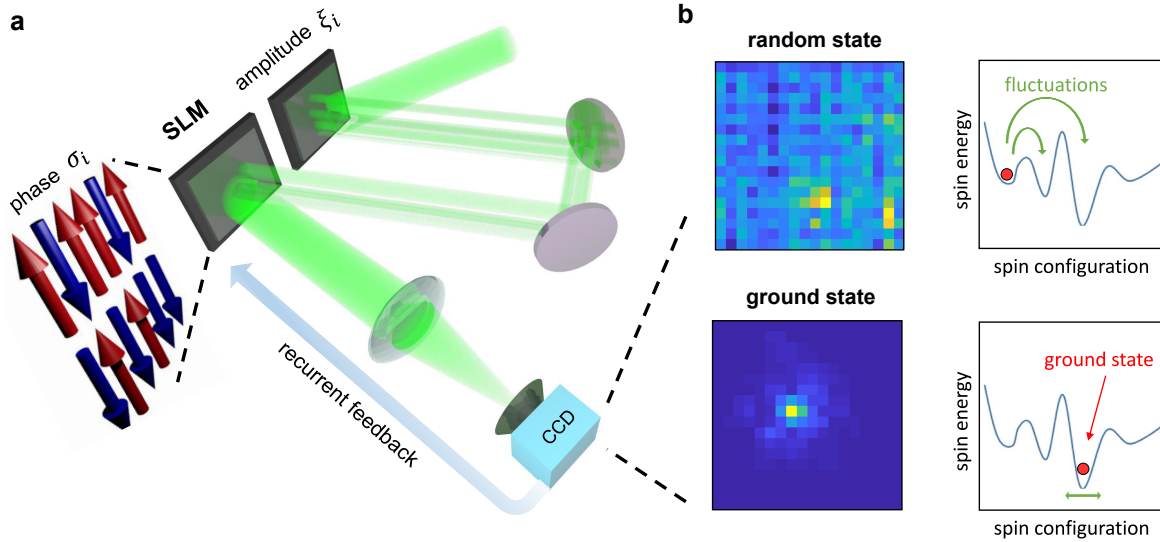 a
amplitude ξᵢ
SLM
phase σᵢ
recurrent feedback
CCD
b
random state
fluctuations
spin energy
spin configuration
ground state
ground state
spin energy
spin configuration